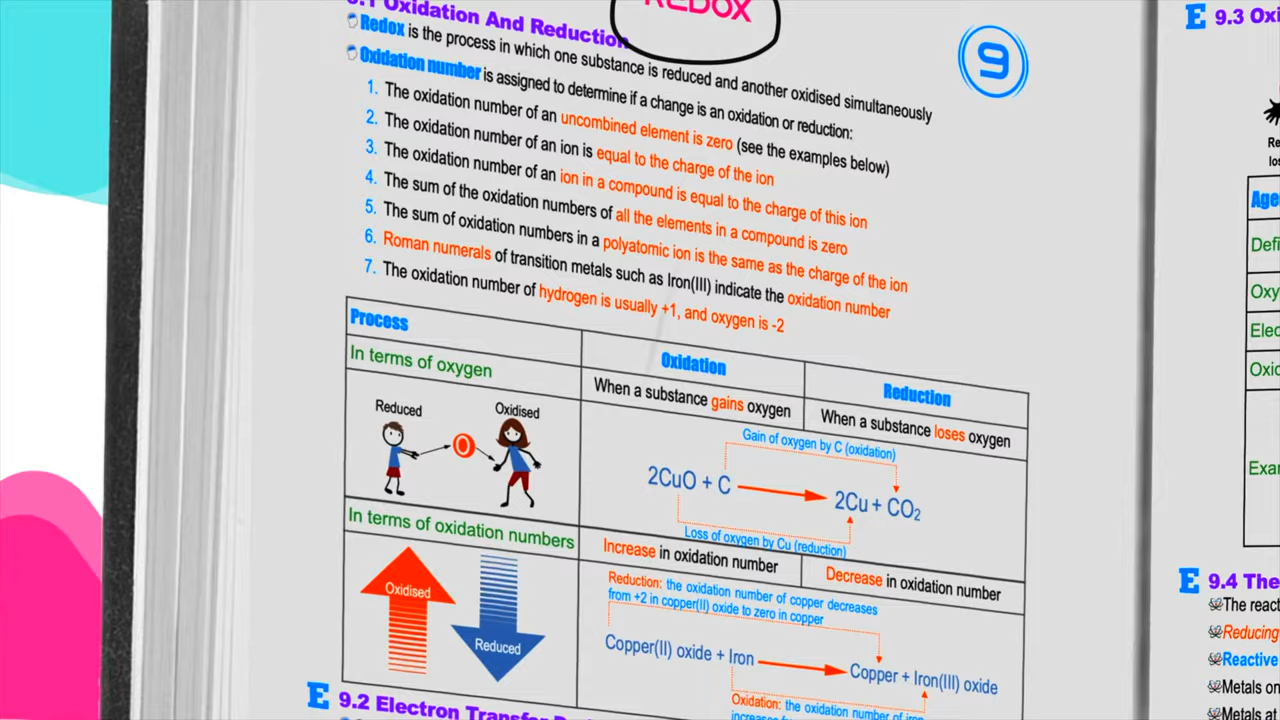 REDOX
9.1 Oxidation And Reduction
Redox is the process in which one substance is reduced and another oxidised simultaneously
9
Oxidation number is assigned to determine if a change is an oxidation or reduction:
1. The oxidation number of an uncombined element is zero (see the examples below)
2. The oxidation number of an ion is equal to the charge of the ion
3. The oxidation number of an ion in a compound is equal to the charge of this ion
4. The sum of the oxidation numbers of all the elements in a compound is zero
5. The sum of oxidation numbers in a polyatomic ion is the same as the charge of the ion
6. Roman numerals of transition metals such as Iron(III) indicate the oxidation number
7. The oxidation number of hydrogen is usually +1, and oxygen is -2
Process
Oxidation
Reduction
In terms of oxygen
When a substance gains oxygen
When a substance loses oxygen
Reduced
Oxidised
O
Gain of oxygen by C (oxidation)
2CuO + C
2Cu + CO₂
Loss of oxygen by Cu (reduction)
In terms of oxidation numbers
Increase in oxidation number
Decrease in oxidation number
Oxidised
Reduced
Reduction: the oxidation number of copper decreases
from +2 in copper(II) oxide to zero in copper
Copper(II) oxide + Iron
Copper + Iron(III) oxide
Oxidation: the oxidation number of iron
E 9.2 Electron Transfer
E 9.3 Oxi
Re
los
Age
Defi
Oxy
Elec
Oxid
Exam
E 9.4 The
The react
Reducing
Reactive
Metals on
Metals at